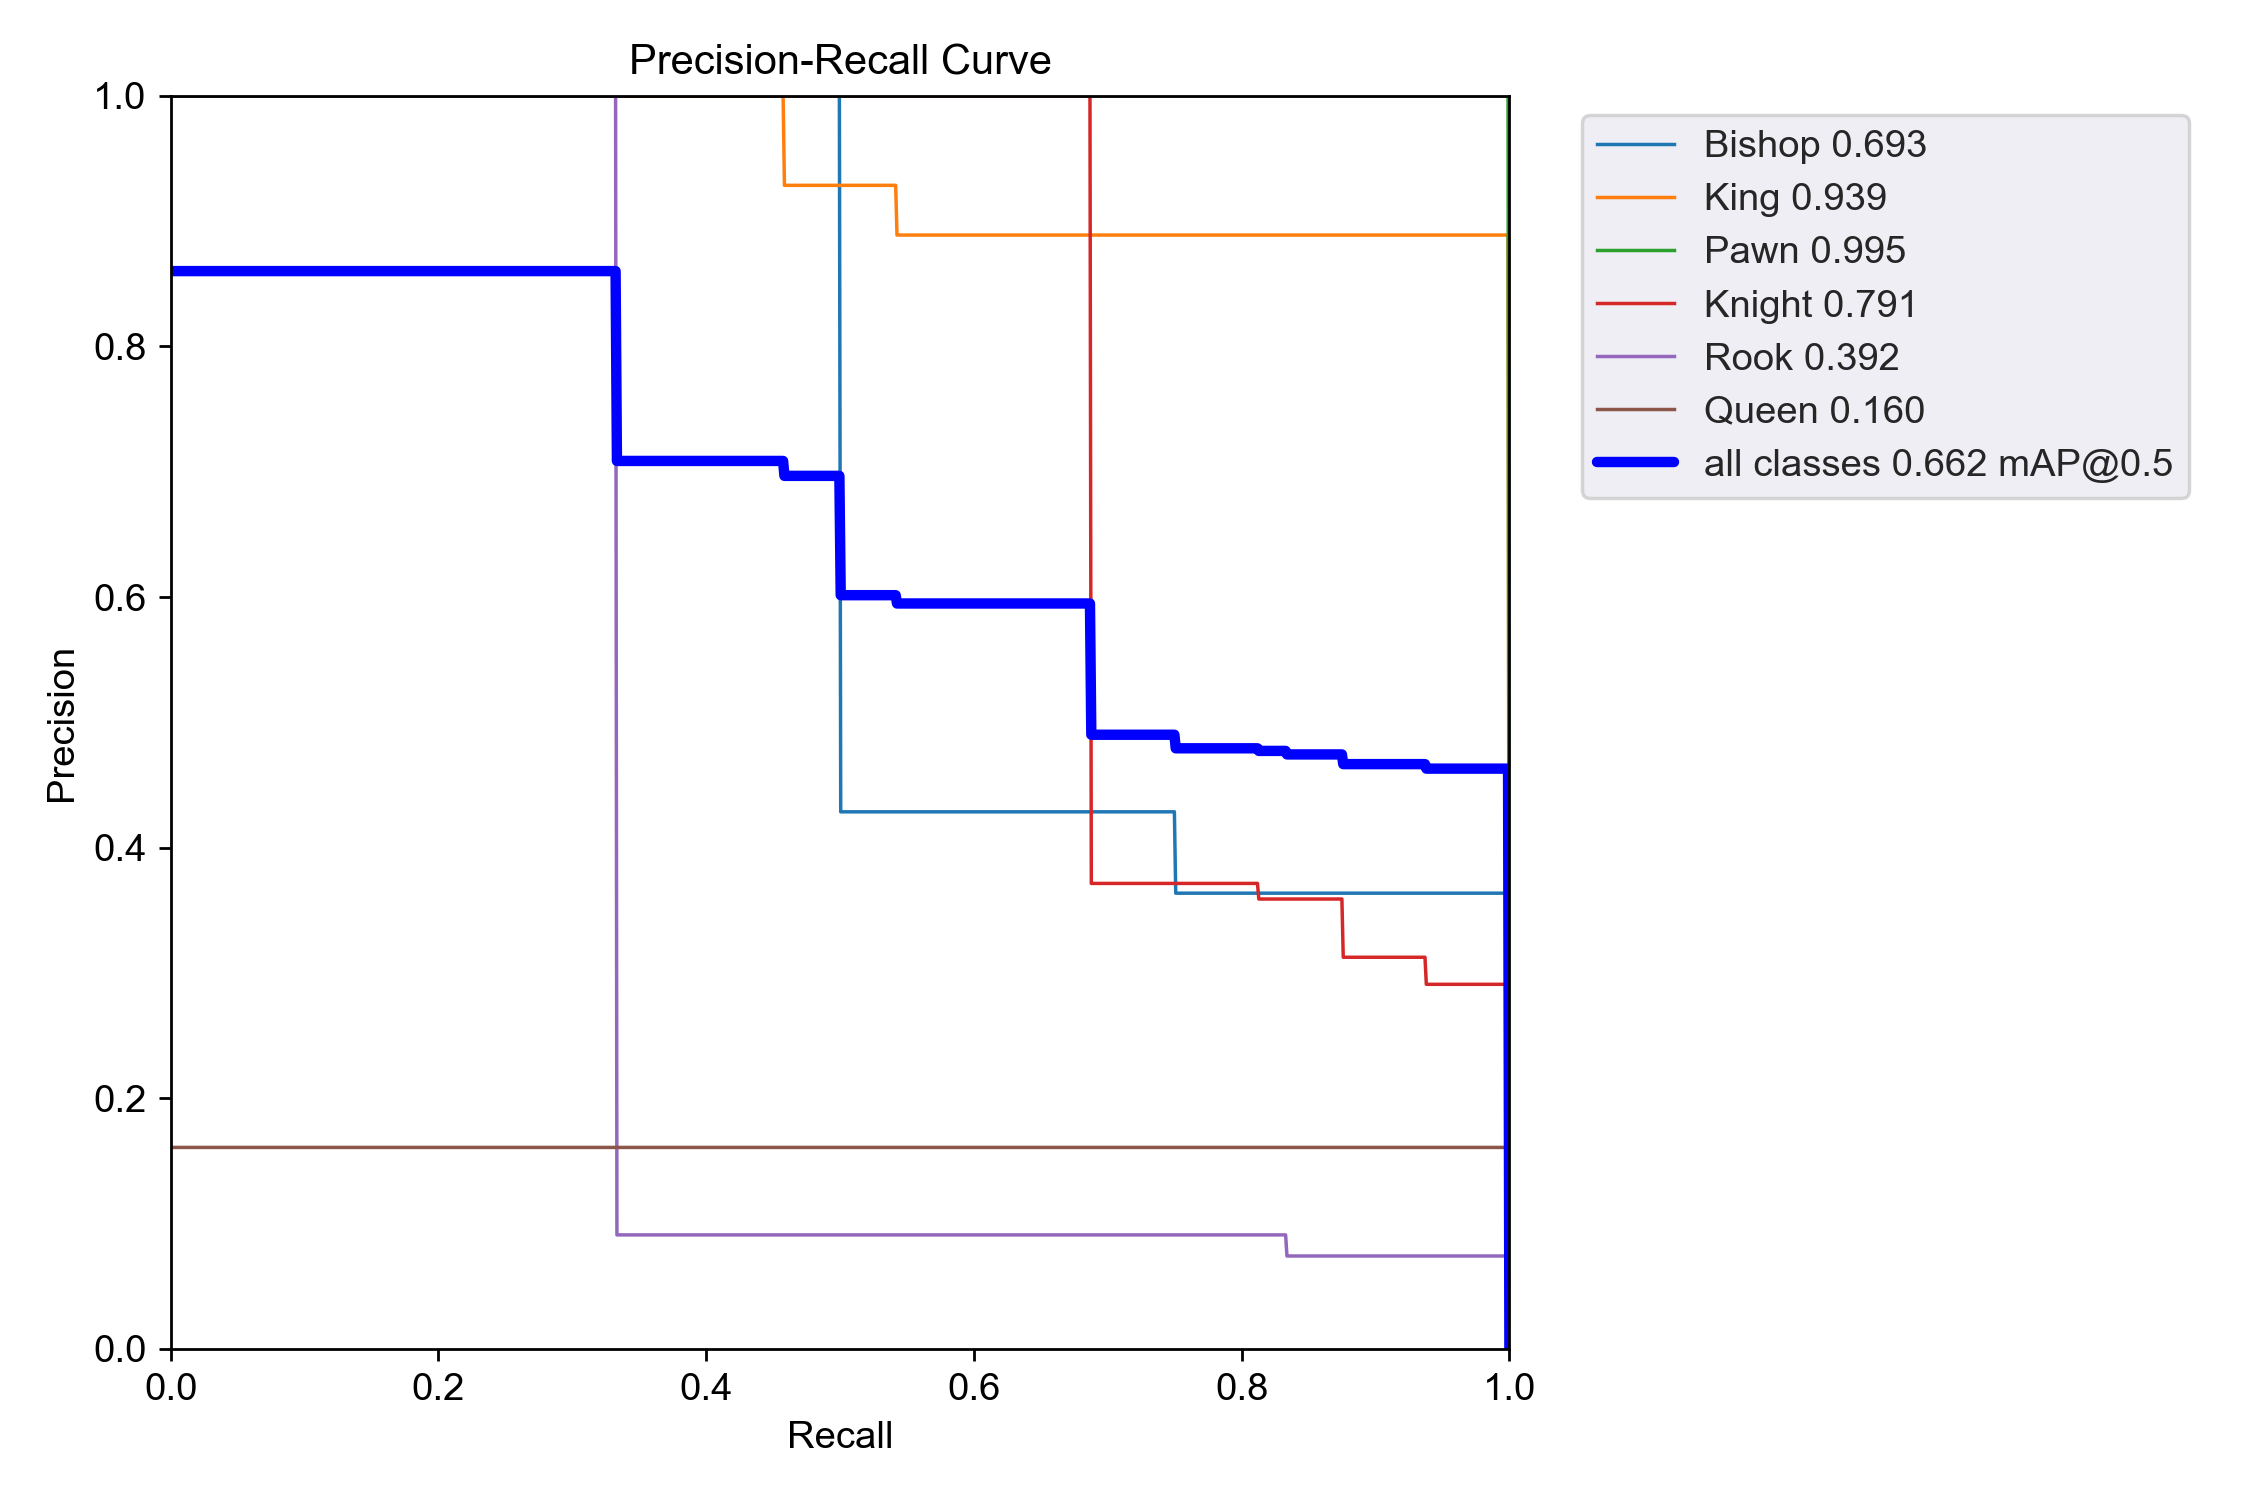 Precision-Recall Curve
1.0
0.8
0.6
0.4
0.2
0.0
Precision
0.0 0.2 0.4 0.6 0.8 1.0
Recall
Bishop 0.693
King 0.939
Pawn 0.995
Knight 0.791
Rook 0.392
Queen 0.160
all classes 0.662 mAP@0.5